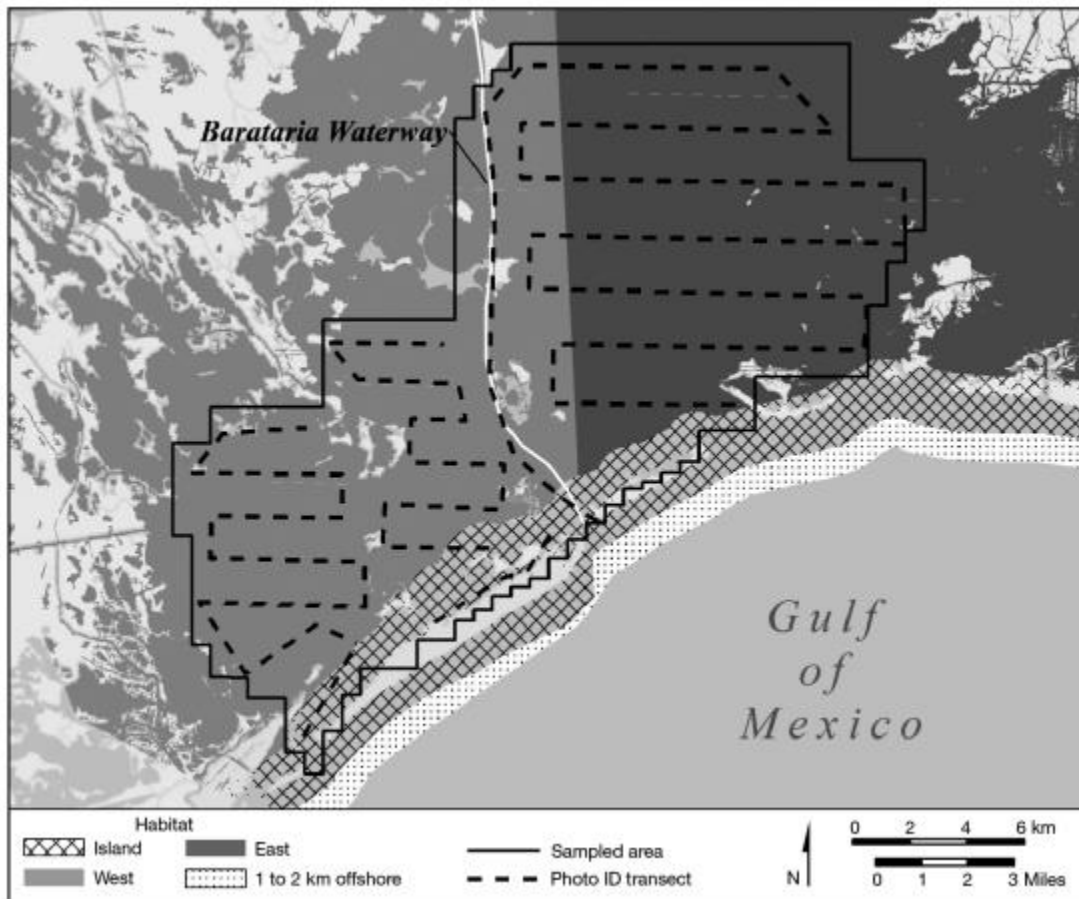 Barataria Waterway
Gulf
of
Mexico
Habitat
Island
East
West
1 to 2 km offshore
Sampled area
Photo ID transect
N
0 2 4 6 km
0 1 2 3 Miles